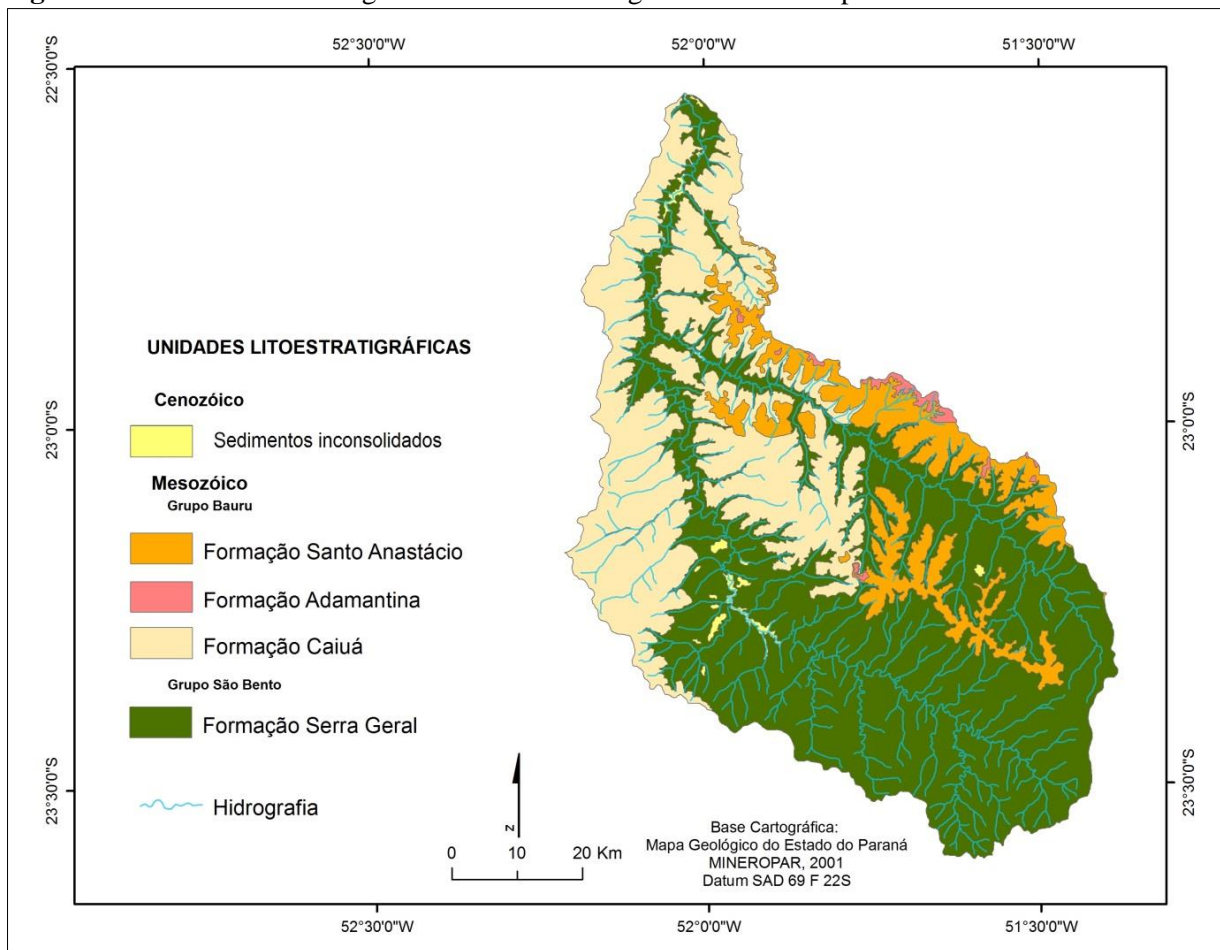 52°30'0"W 52°0'0"W 51°30'0"W
22°30'0"S
23°0'0"S
23°0'0"S
23°30'0"S
23°30'0"S
UNIDADES LITOESTRATIGRÁFICAS
Cenozóico
Sedimentos inconsolidados
Mesozóico
Grupo Bauru
Formação Santo Anastácio
Formação Adamantina
Formação Caiuá
Grupo São Bento
Formação Serra Geral
Hidrografia
N
0 10 20 Km
Base Cartográfica:
Mapa Geológico do Estado do Paraná
MINEROPAR, 2001
Datum SAD 69 F 22S
52°30'0"W 52°0'0"W 51°30'0"W